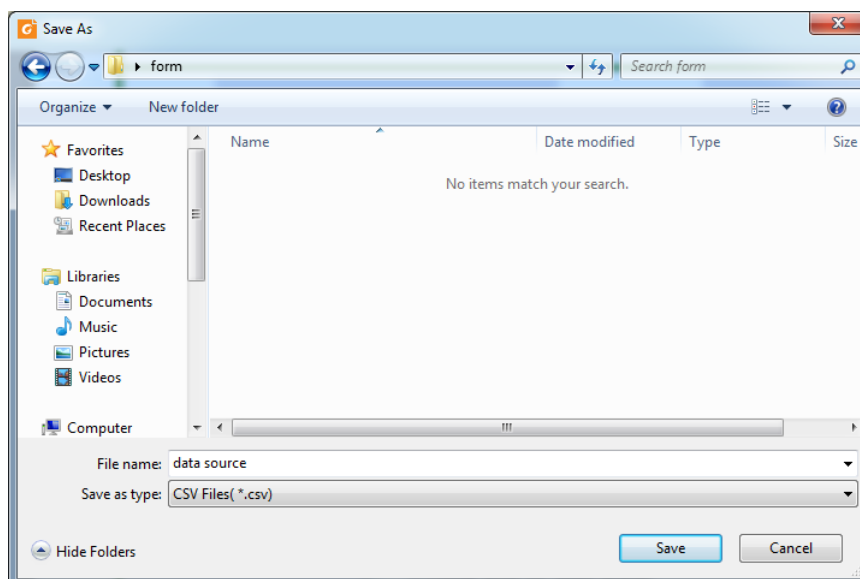 Save As
form
Search form
Organize
New folder
Name
Date modified
Type
Size
No items match your search.
Favorites
Desktop
Downloads
Recent Places
Libraries
Documents
Music
Pictures
Videos
Computer
File name: data source
Save as type: CSV Files( *.csv)
Hide Folders
Save
Cancel